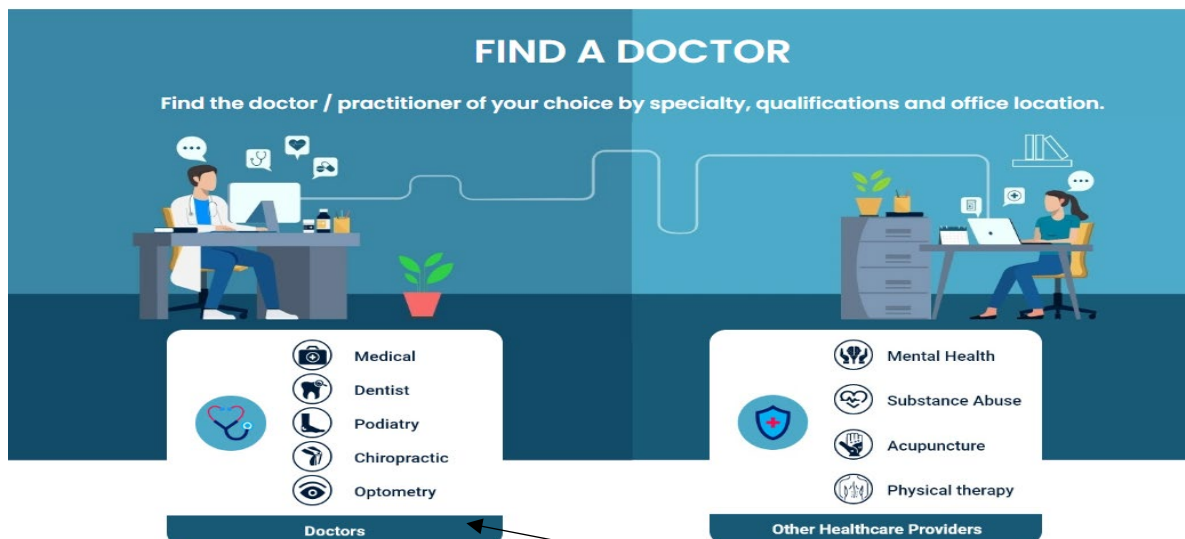 FIND A DOCTOR
Find the doctor / practitioner of your choice by specialty, qualifications and office location.
Medical
Dentist
Podiatry
Chiropractic
Optometry
Doctors
Mental Health
Substance Abuse
Acupuncture
Physical therapy
Other Healthcare Providers